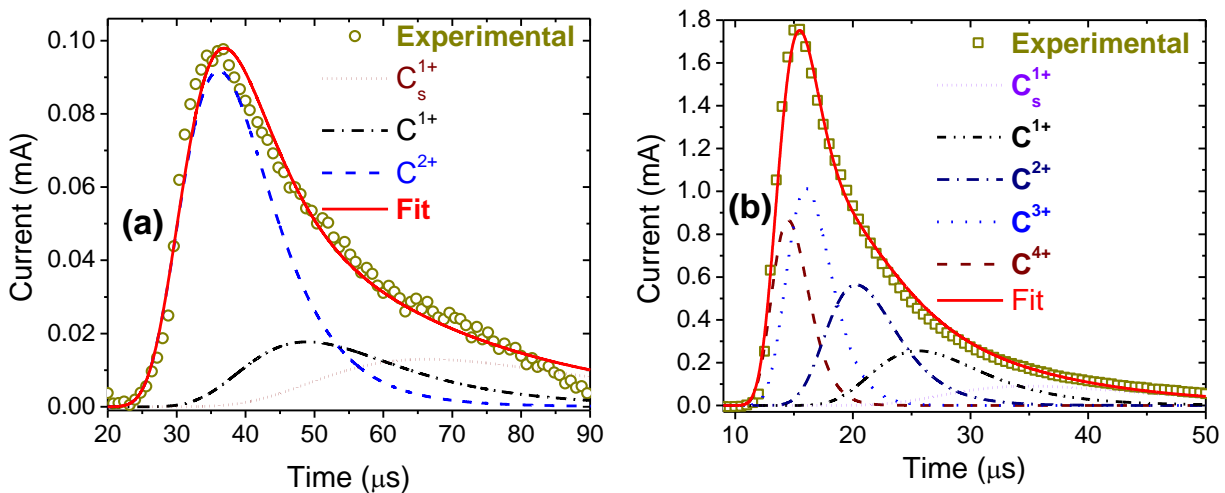 0.10
0.08
0.06
0.04
0.02
0.00
Current (mA)
(a)
Experimental
C_s^1+
C^1+
C^2+
Fit
20 30 40 50 60 70 80 90
Time (μs)
1.8
1.6
1.4
1.2
1.0
0.8
0.6
0.4
0.2
0.0
Current (mA)
(b)
Experimental
C_s^1+
C^1+
C^2+
C^3+
C^4+
Fit
10 20 30 40 50
Time (μs)